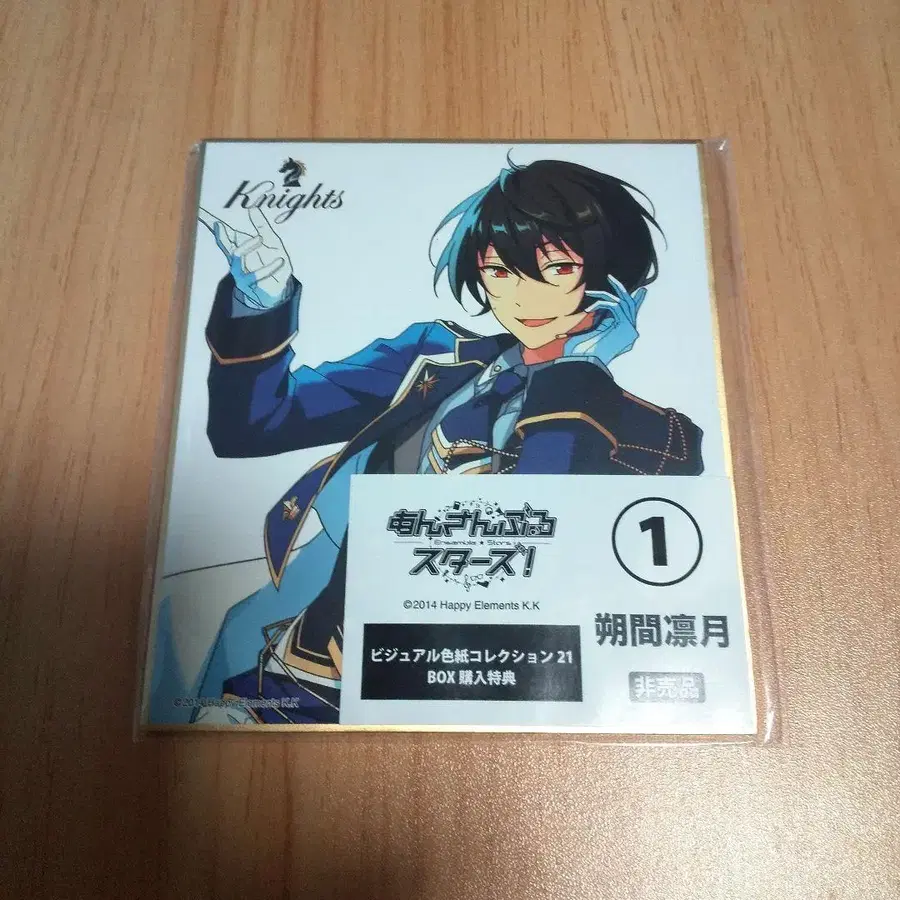 Knights
あんさんぶる
Ensemble ★ Stars
スターズ!
©2014 Happy Elements K.K
ビジュアル色紙コレクション 21
BOX 購入特典
1
朔間凛月
非売品
©2014 Happy Elements K.K